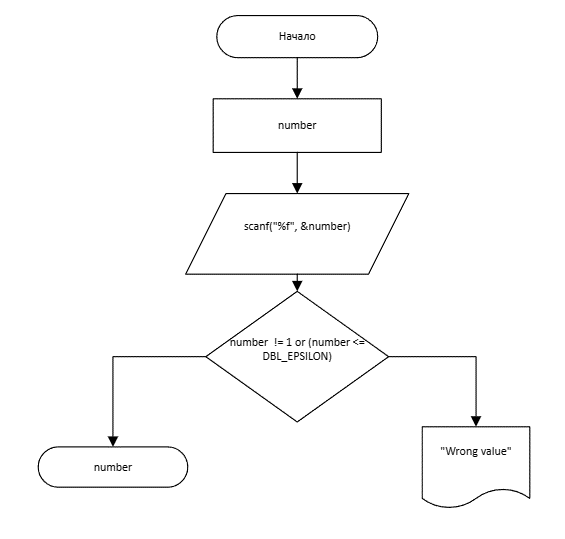 Начало
number
scanf("%f", &number)
number  != 1 or (number <=
DBL_EPSILON)
number
"Wrong value"